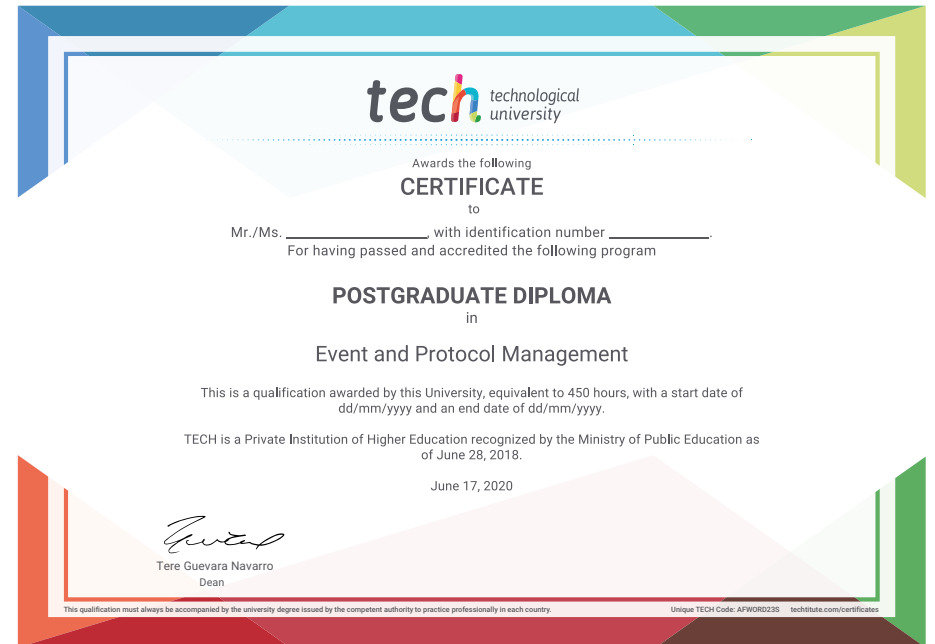 tech technological
university
Awards the following
CERTIFICATE
to
Mr./Ms. ____________________, with identification number ______________.
For having passed and accredited the following program
POSTGRADUATE DIPLOMA
in
Event and Protocol Management
This is a qualification awarded by this University, equivalent to 450 hours, with a start date of
dd/mm/yyyy and an end date of dd/mm/yyyy.
TECH is a Private Institution of Higher Education recognized by the Ministry of Public Education as
of June 28, 2018.
June 17, 2020
Tere Guevara Navarro
Dean
This qualification must always be accompanied by the university degree issued by the competent authority to practice professionally in each country. Unique TECH Code: AFWORD23S techtitute.com/certificates